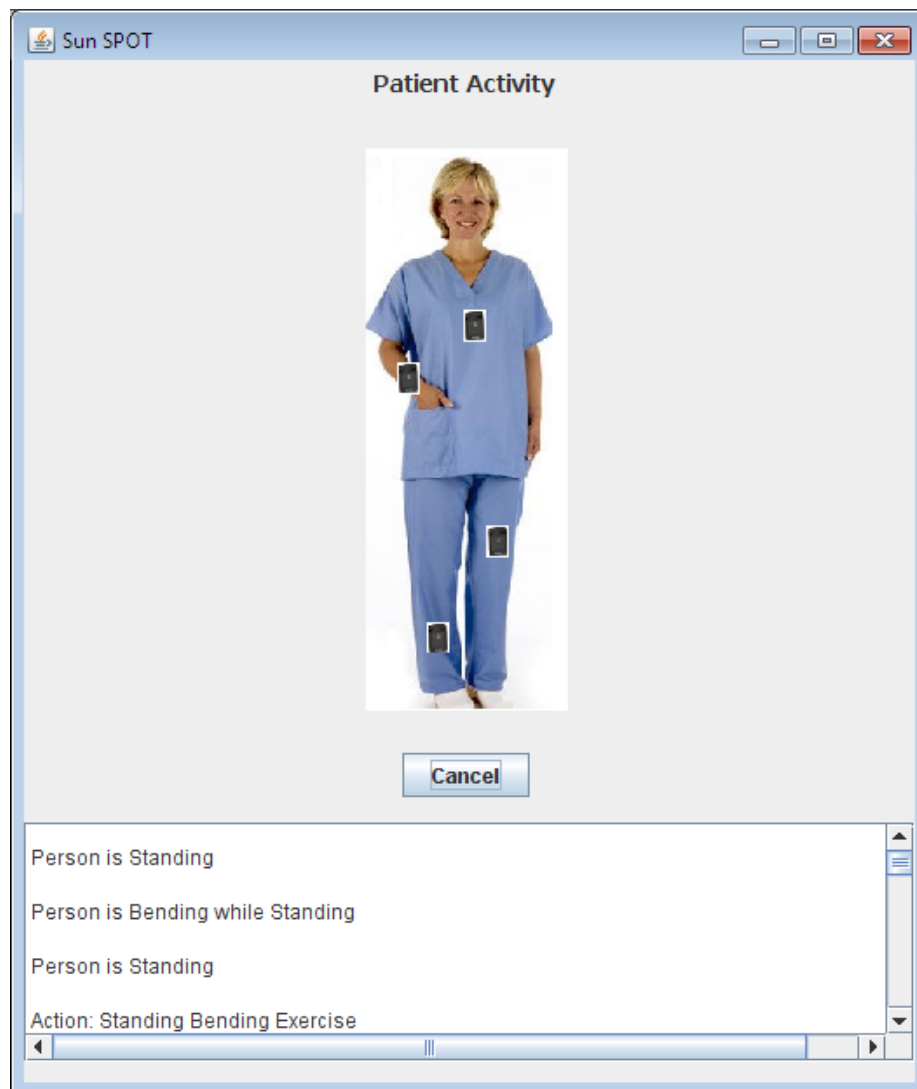 Sun SPOT
Patient Activity
Cancel
Person is Standing
Person is Bending while Standing
Person is Standing
Action: Standing Bending Exercise